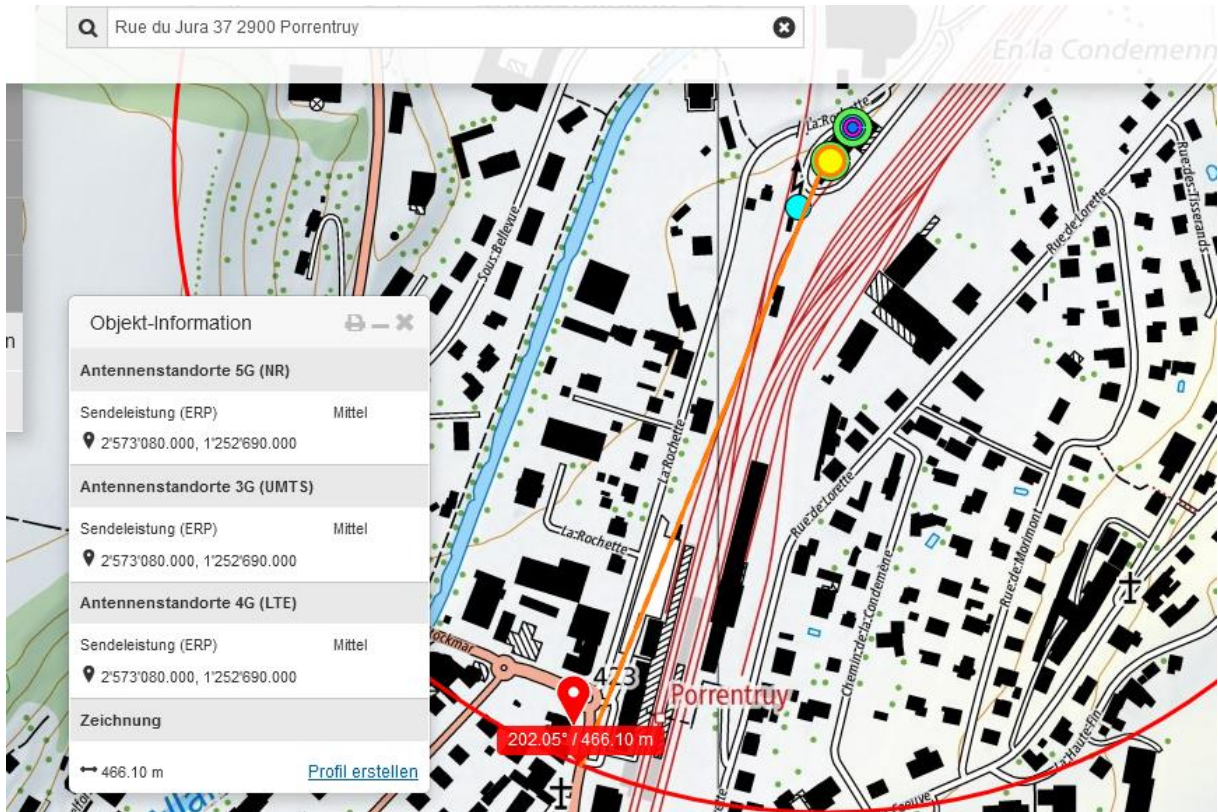 Rue du Jura 37 2900 Porrentruy
En la Condemenn
La Rochette
Rue des Tisserands
Sous Bellevue
Rue de Lorette
n
Objekt-Information
Antennenstandorte 5G (NR)
Sendeleistung (ERP) Mittel
2'573'080.000, 1'252'690.000
Antennenstandorte 3G (UMTS)
Sendeleistung (ERP) Mittel
2'573'080.000, 1'252'690.000
Antennenstandorte 4G (LTE)
Sendeleistung (ERP) Mittel
2'573'080.000, 1'252'690.000
Zeichnung
466.10 m Profil erstellen
La Rochette
Rue de Lorette
La Rochette
Rue de Morimont
Chemin de la Condemène
423
Porrentruy
202.05° / 466.10 m
La Haute-Fin